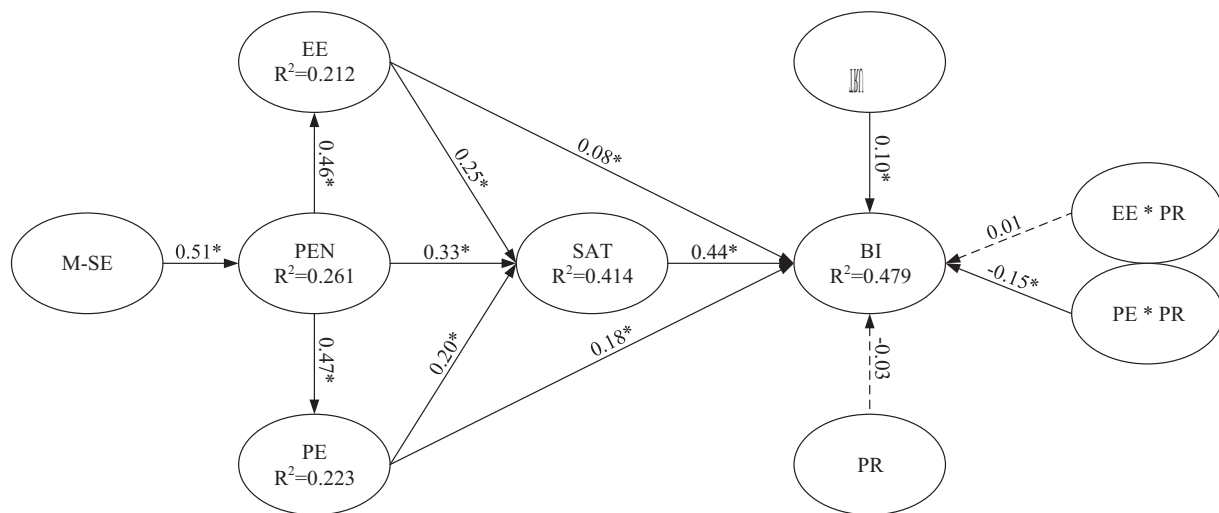 EE
R²=0.212
0.46*
0.25*
0.08*
0.10*
M-SE
0.51*
PEN
R²=0.261
0.33*
SAT
R²=0.414
0.44*
BI
R²=0.479
0.01
EE * PR
-0.15*
PE * PR
0.47*
0.20*
0.18*
-0.03
PE
R²=0.223
PR